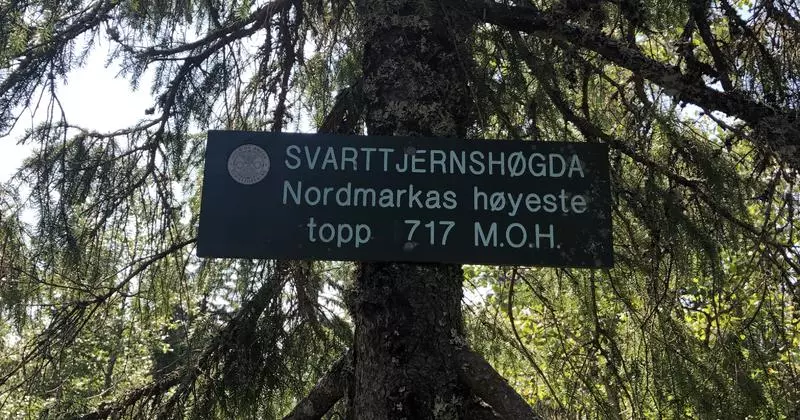 SVARTTJERNSHØGDA
Nordmarkas høyeste
topp 717 M.O.H.